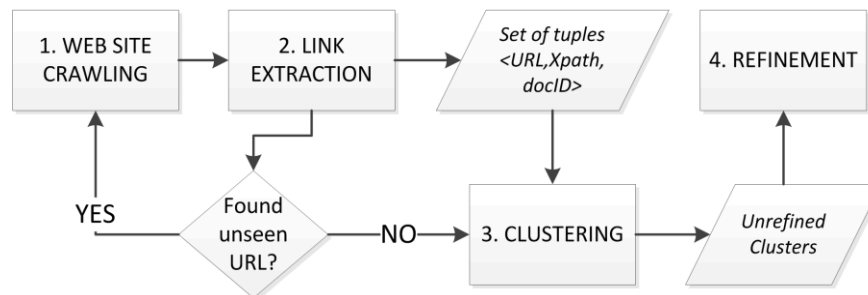 1. WEB SITE
CRAWLING
2. LINK
EXTRACTION
Set of tuples
<URL,Xpath,
docID>
4. REFINEMENT
YES
Found
unseen
URL?
NO
3. CLUSTERING
Unrefined
Clusters